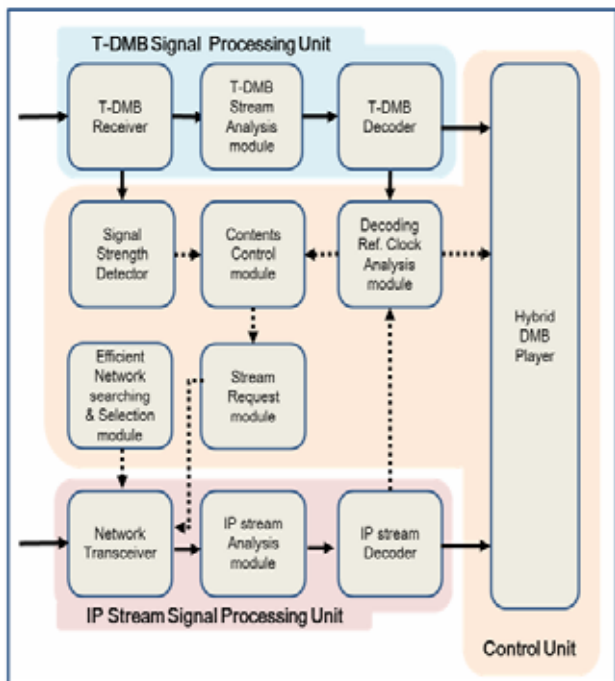 T-DMB Signal Processing Unit
T-DMB
Receiver
T-DMB
Stream
Analysis
module
T-DMB
Decoder
Signal
Strength
Detector
Contents
Control
module
Decoding
Ref. Clock
Analysis
module
Hybrid
DMB
Player
Efficient
Network
searching
& Selection
module
Stream
Request
module
Network
Transceiver
IP stream
Analysis
module
IP stream
Decoder
IP Stream Signal Processing Unit
Control Unit